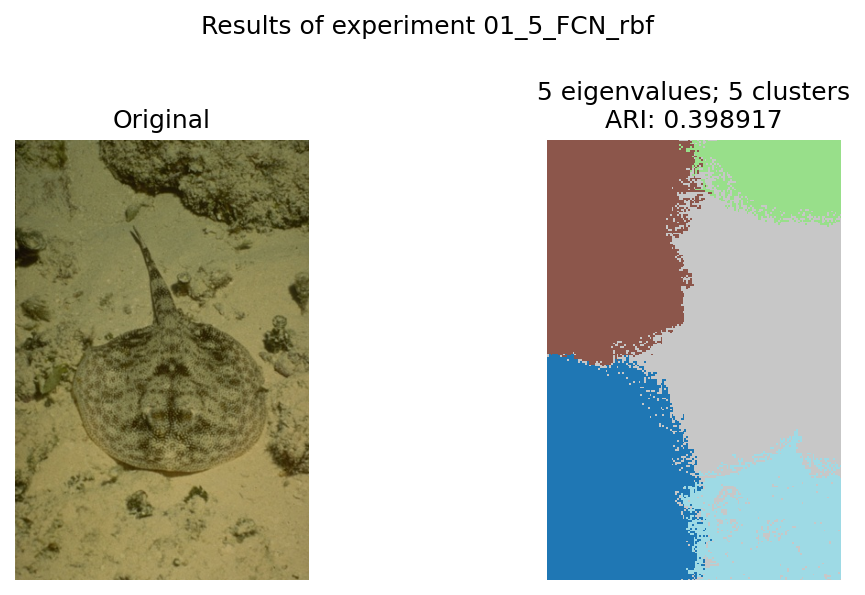 Results of experiment 01_5_FCN_rbf
Original
5 eigenvalues; 5 clusters
ARI: 0.398917